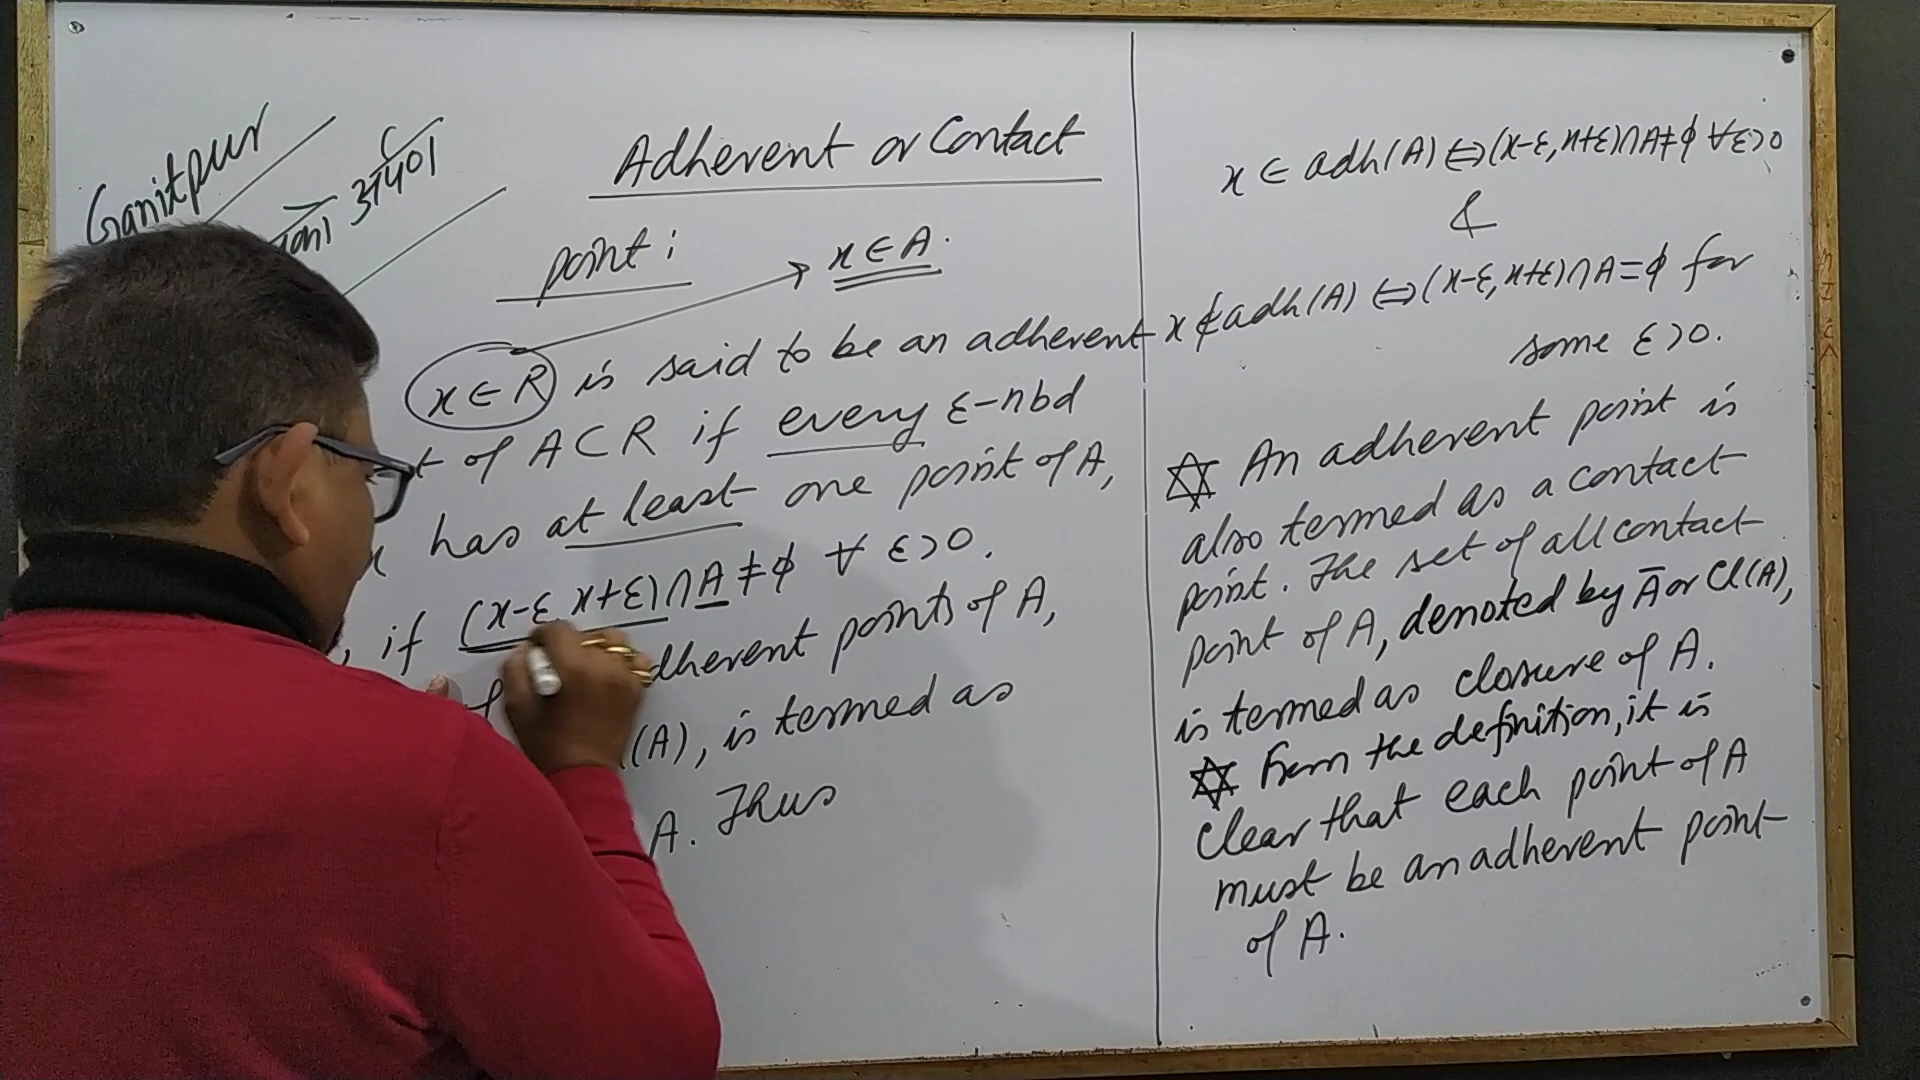 Ganitpur
31401
Adherent or Contact
point :
x ∈ A.
x ∈ R is said to be an adherent
of A ⊂ R if every ε-nbd
x has at least one point of A,
if (x-ε, x+ε) ∩ A ≠ φ ∀ ε > 0.
dherent points of A,
(A), is termed as
A. Thus
x ∈ adh(A) ⇔ (x-ε, x+ε) ∩ A ≠ φ ∀ ε > 0
&
x ∉ adh(A) ⇔ (x-ε, x+ε) ∩ A = φ for
some ε > 0.
✡ An adherent point is
also termed as a contact
point. The set of all contact
point of A, denoted by Ā or Cl(A),
is termed as closure of A.
✡ From the definition, it is
clear that each point of A
must be an adherent point
of A.